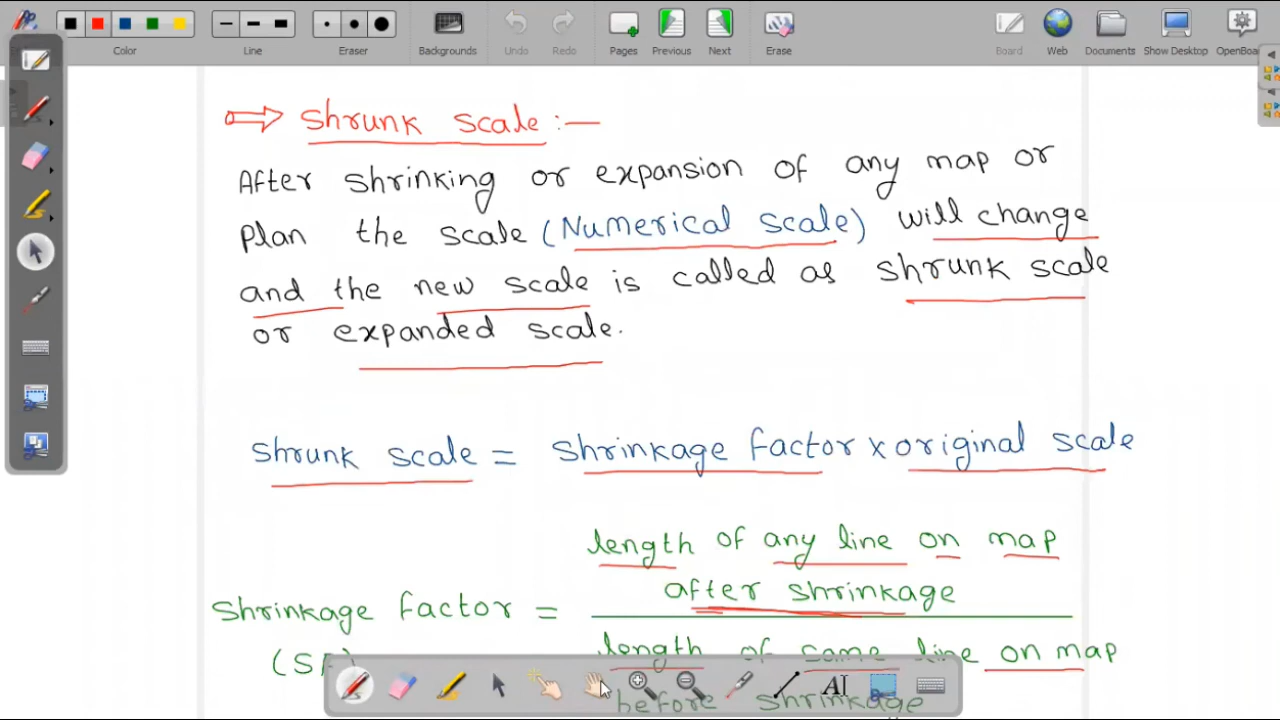 Color
Line
Eraser
Backgrounds
Undo
Redo
Pages
Previous
Next
Erase
Board
Web
Documents
Show Desktop
OpenBoa
Shrunk scale :—
After shrinking or expansion of any map or
Plan the scale (Numerical scale) will change
and the new scale is called as shrunk scale
or expanded scale.
shrunk scale = shrinkage factor x original scale
length of any line on map
after shrinkage
Shrinkage factor =
length of same line on map
(SF)
before shrinkage